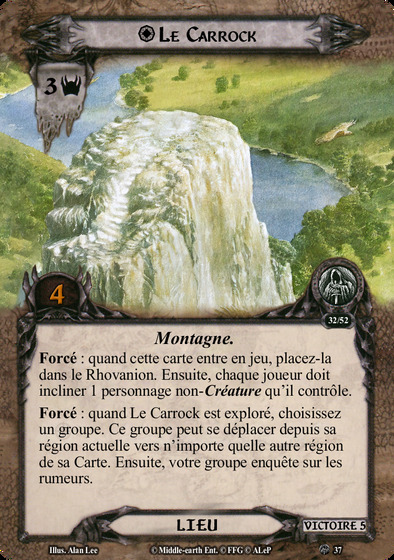 Le Carrock
3
4
32/52
Montagne.
Forcé : quand cette carte entre en jeu, placez-la
dans le Rhovanion. Ensuite, chaque joueur doit
incliner 1 personnage non-Créature qu’il contrôle.
Forcé : quand Le Carrock est exploré, choisissez
un groupe. Ce groupe peut se déplacer depuis sa
région actuelle vers n’importe quelle autre région
de sa Carte. Ensuite, votre groupe enquête sur les
rumeurs.
LIEU
VICTOIRE 5
Illus. Alan Lee
© Middle-earth Ent. © FFG © ALeP
37